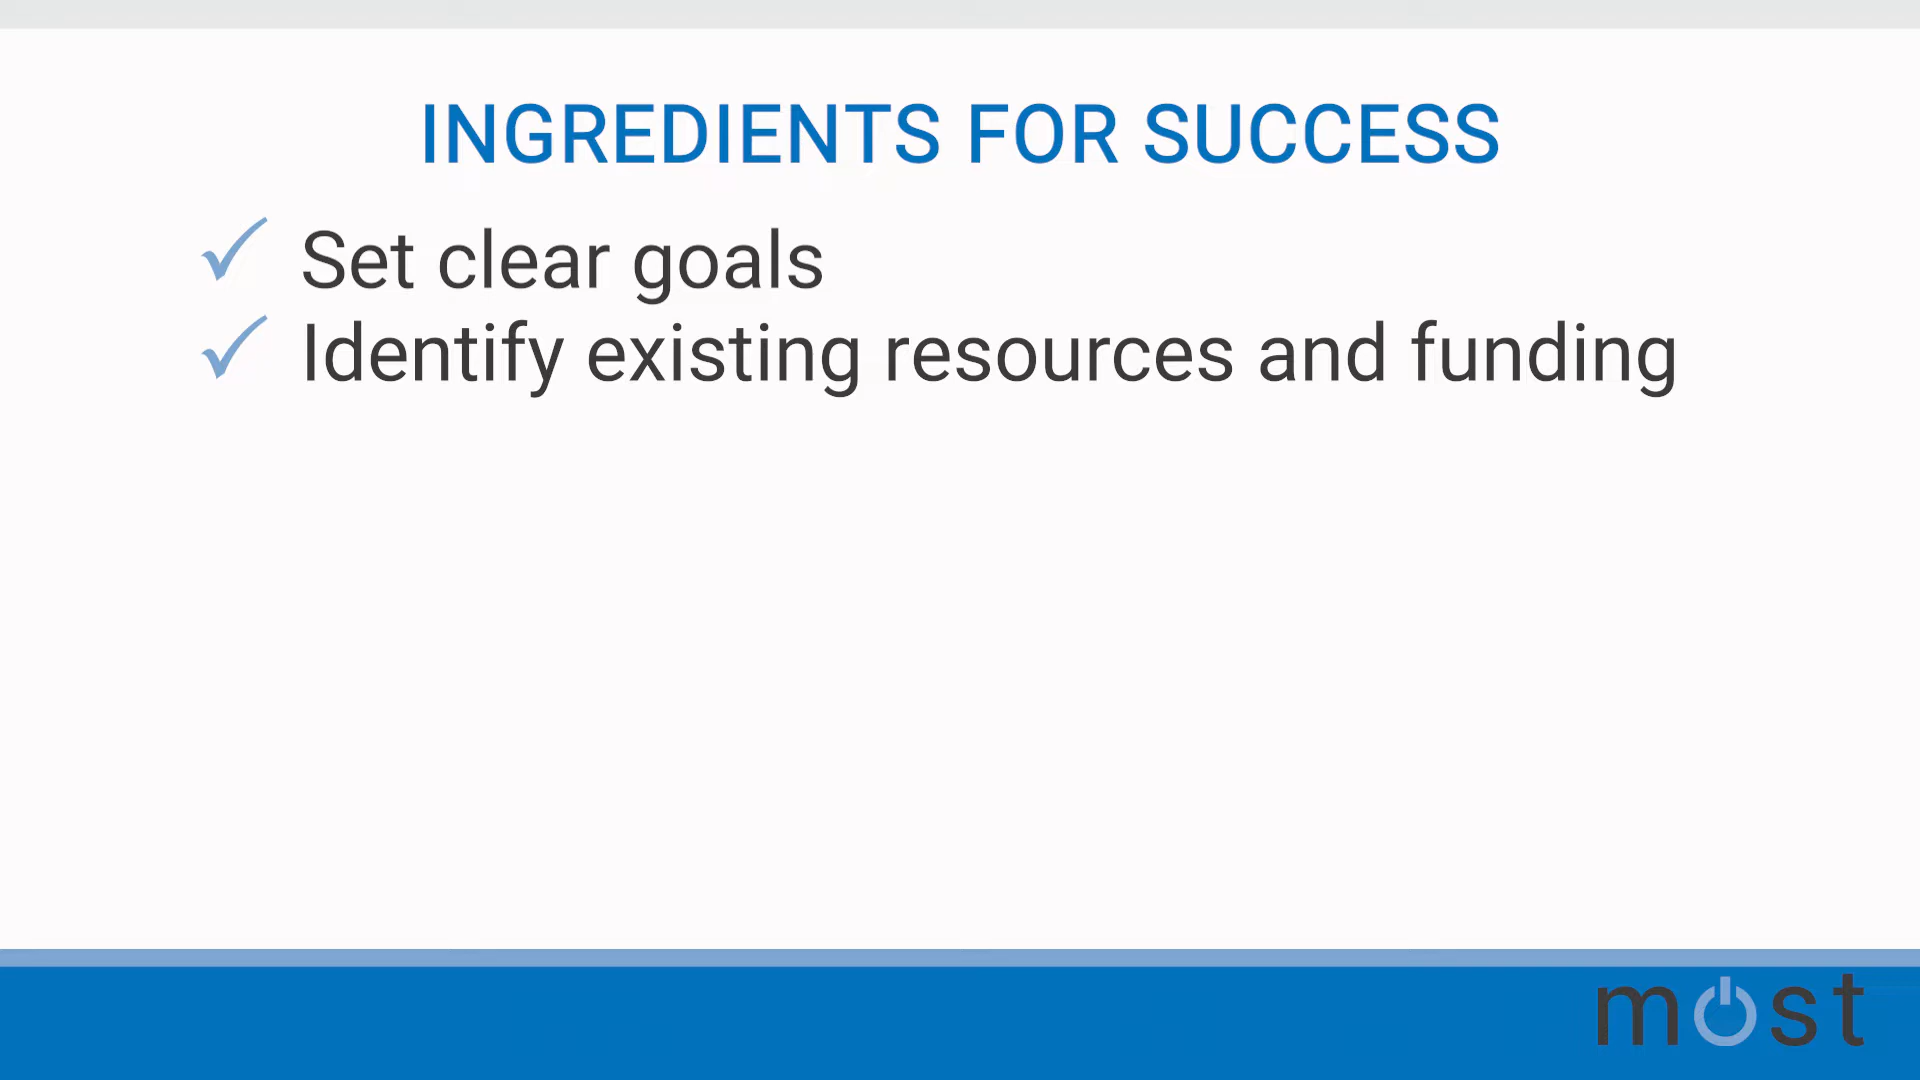 INGREDIENTS FOR SUCCESS
✓ Set clear goals
✓ Identify existing resources and funding
most